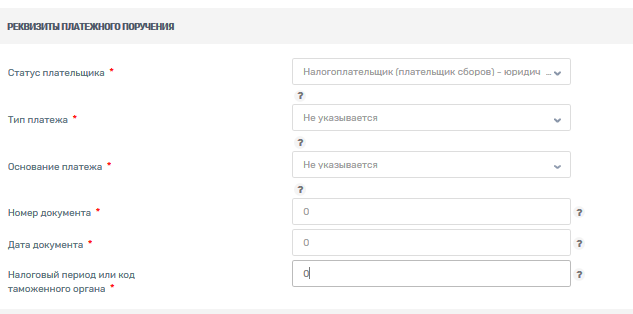 РЕКВИЗИТЫ ПЛАТЕЖНОГО ПОРУЧЕНИЯ
Статус плательщика *
Налогоплательщик (плательщик сборов) - юридич ...
?
Тип платежа *
Не указывается
?
Основание платежа *
Не указывается
?
Номер документа *
0
?
Дата документа *
0
?
Налоговый период или код
таможенного органа *
0
?